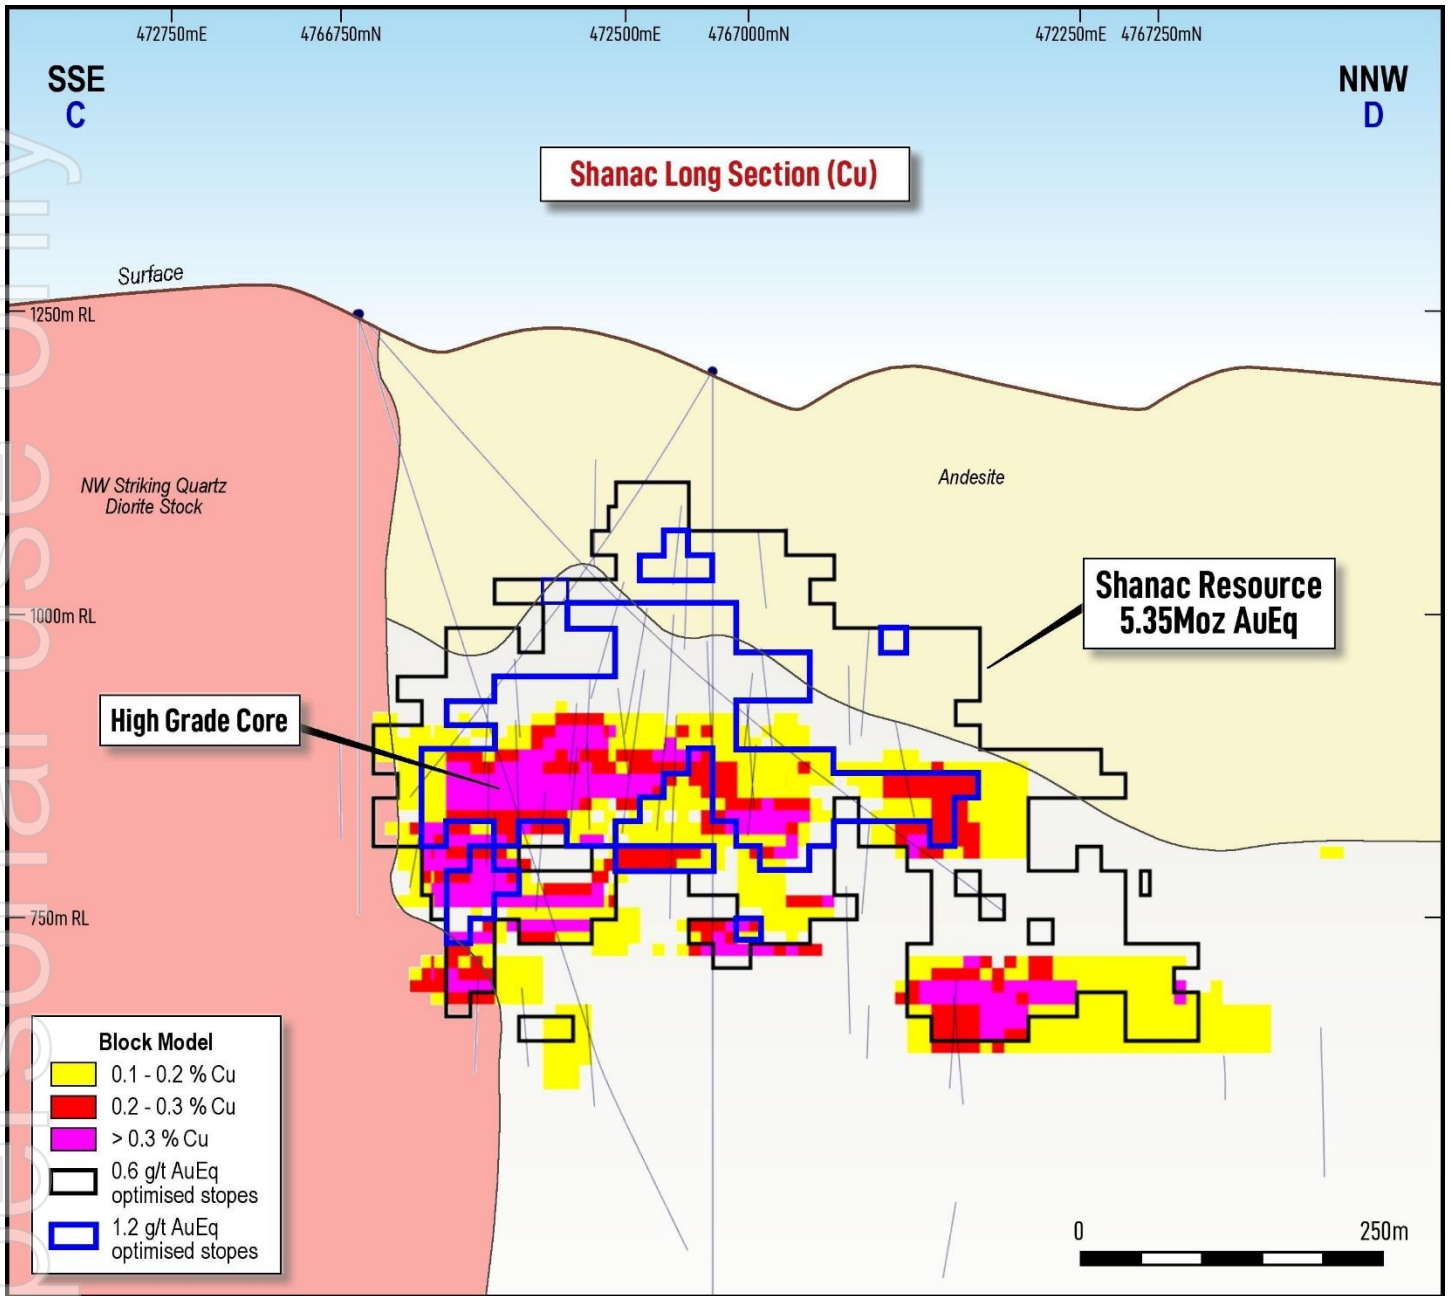 472750mE 4766750mN 472500mE 4767000mN 472250mE 4767250mN
SSE
C
NNW
D
Shanac Long Section (Cu)
Surface
1250m RL
NW Striking Quartz
Diorite Stock
Andesite
1000m RL
Shanac Resource
5.35Moz AuEq
High Grade Core
750m RL
Block Model
0.1 - 0.2 % Cu
0.2 - 0.3 % Cu
> 0.3 % Cu
0.6 g/t AuEq
optimised stopes
1.2 g/t AuEq
optimised stopes
0 250m
personal use only